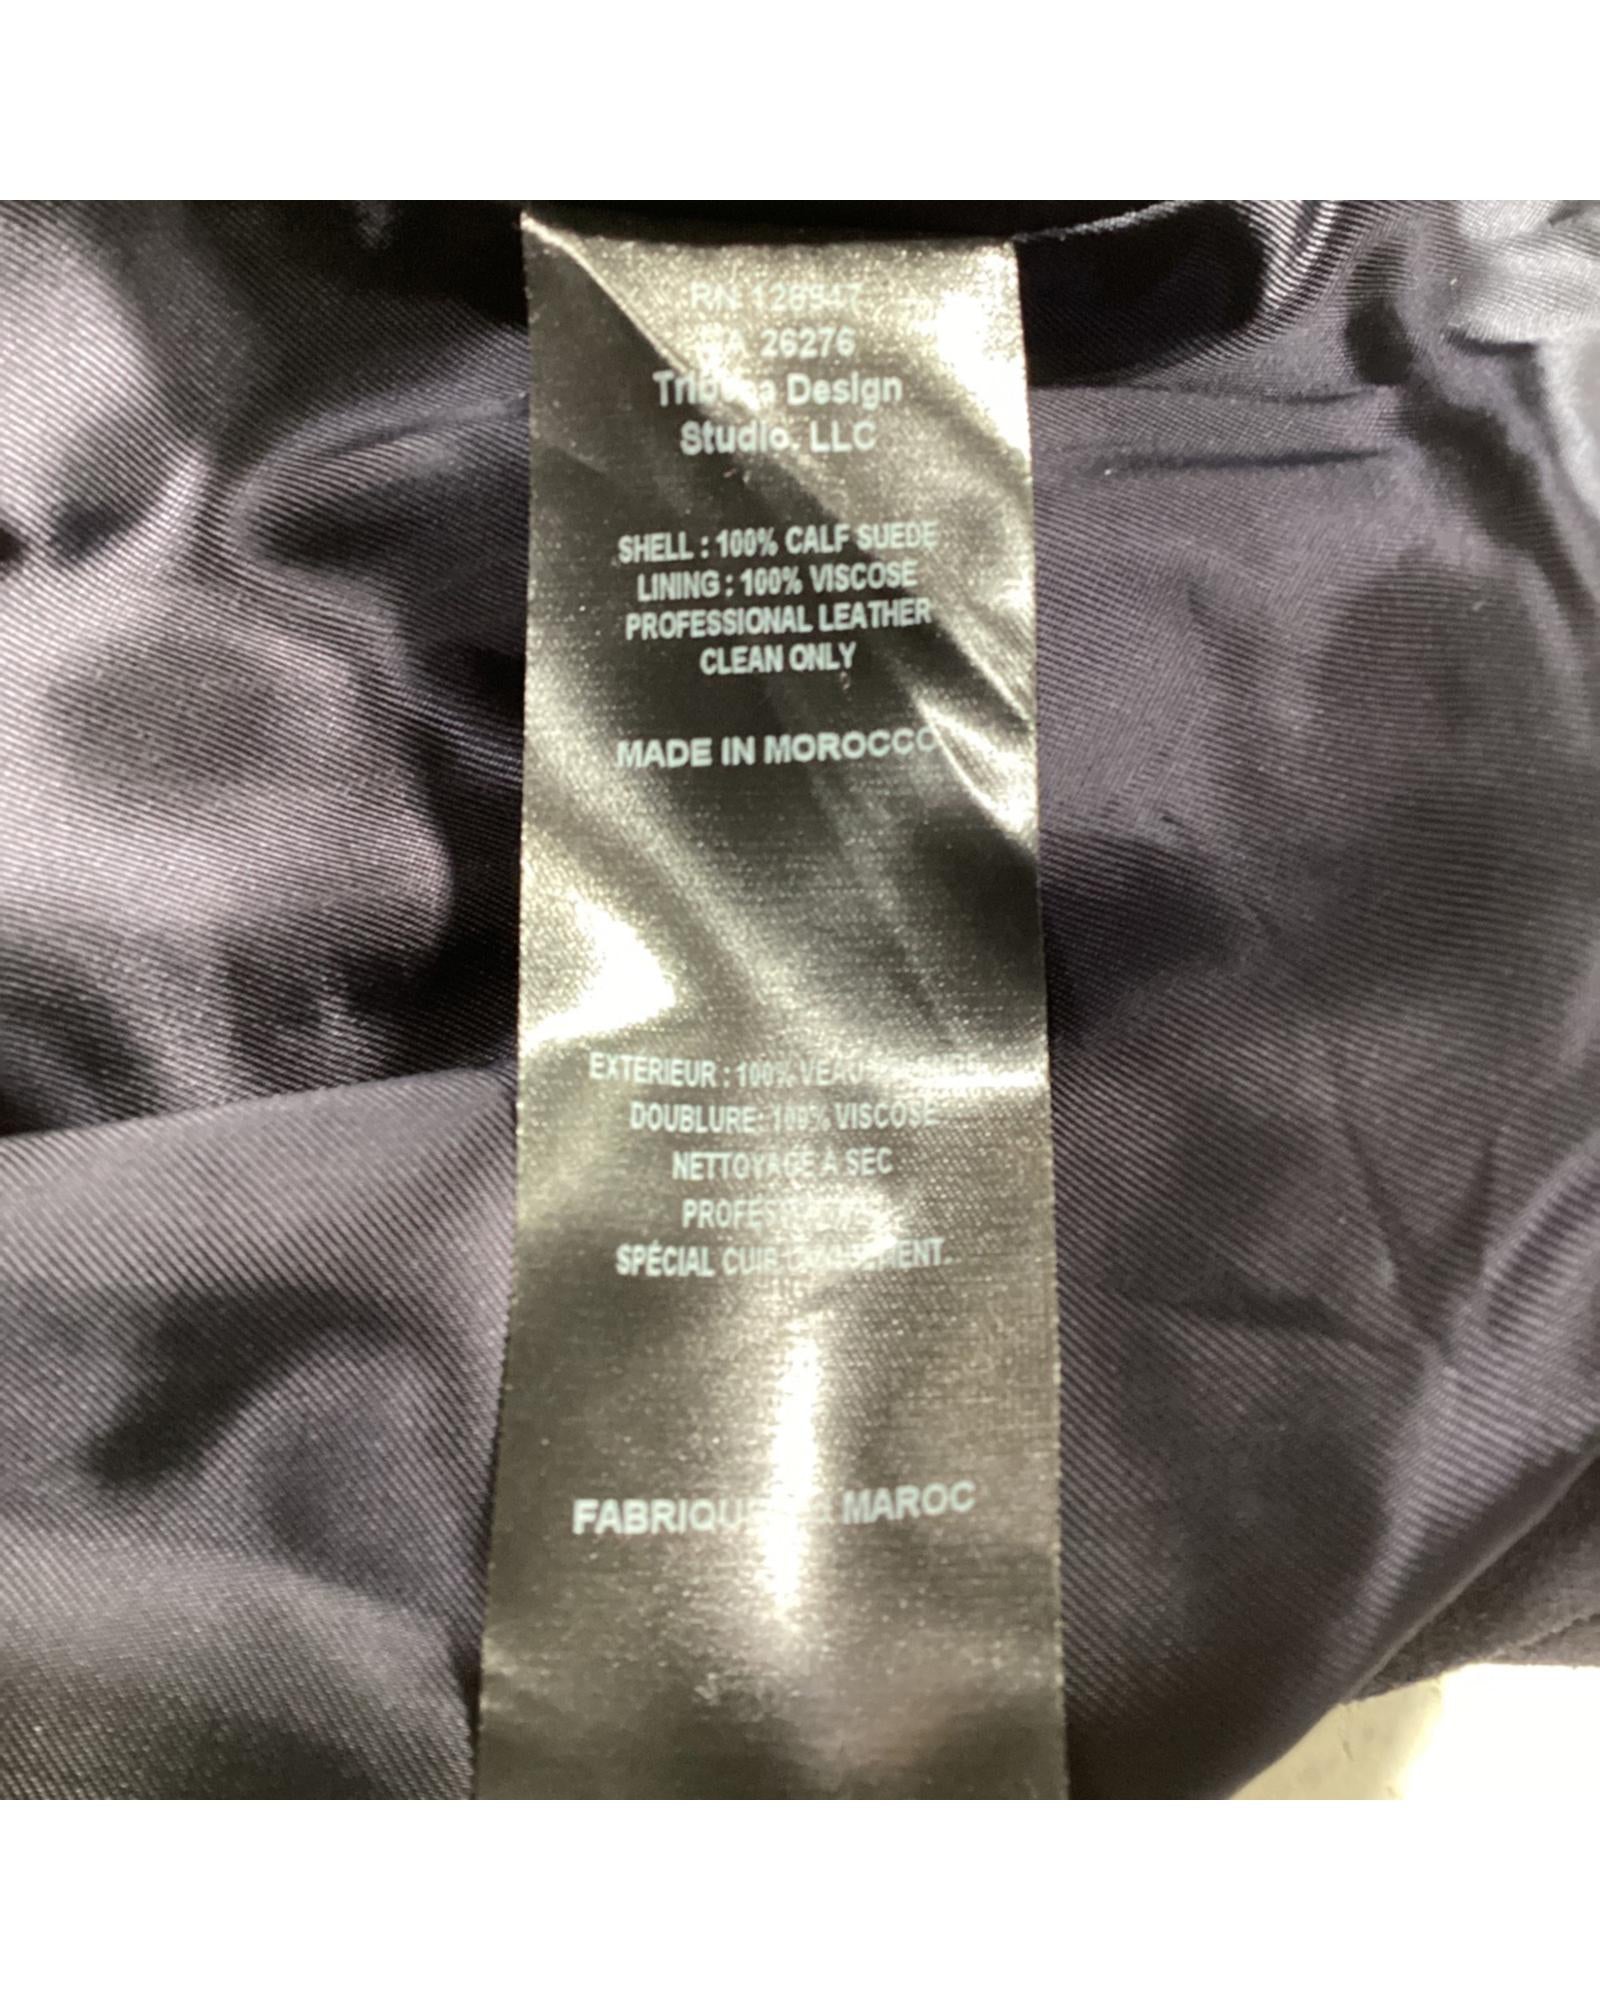 RN 128947
26276
Design
Studio, LLC
SHELL : 100% CALF SUEDE
LINING : 100% VISCOSE
PROFESSIONAL LEATHER
CLEAN ONLY
MADE IN MOROCCO
EXTERIEUR : 100% VEAU
DOUBLURE: 100% VISCOSE
NETTOYAGE À SEC
SPÉCIAL CUIR
MAROC